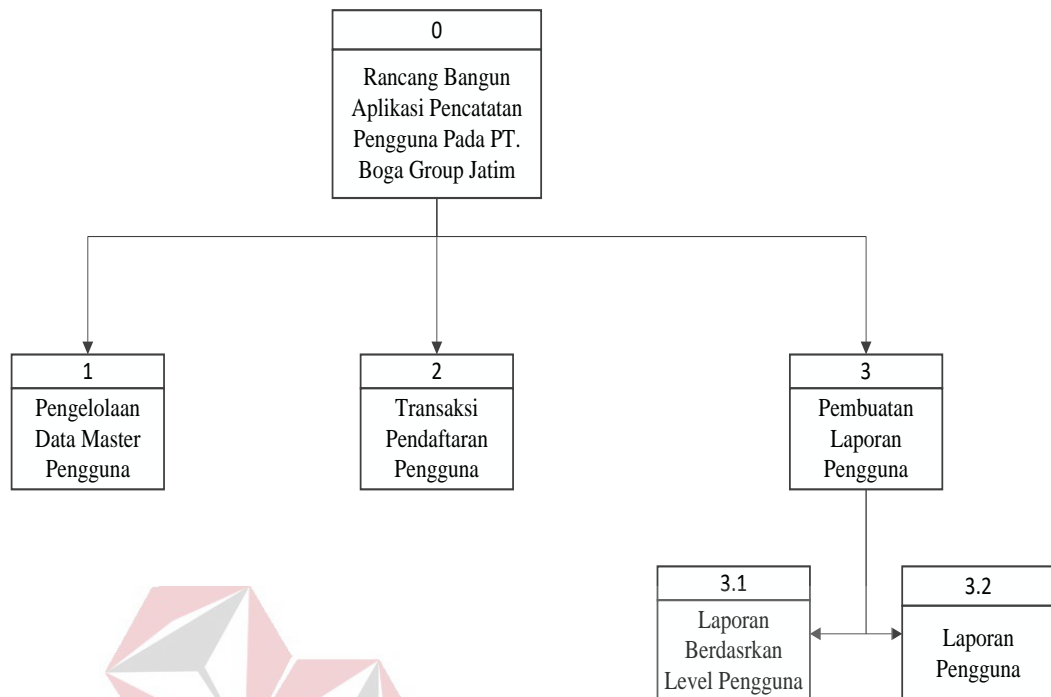 0
Rancang Bangun
Aplikasi Pencatatan
Pengguna Pada PT.
Boga Group Jatim
1
Pengelolaan
Data Master
Pengguna
2
Transaksi
Pendaftaran
Pengguna
3
Pembuatan
Laporan
Pengguna
3.1
Laporan
Berdasrkan
Level Pengguna
3.2
Laporan
Pengguna